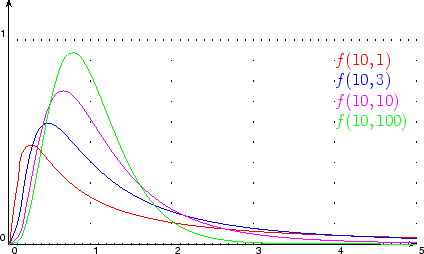 1
f(10,1)
f(10,3)
f(10,10)
f(10,100)
0
0 1 2 3 4 5